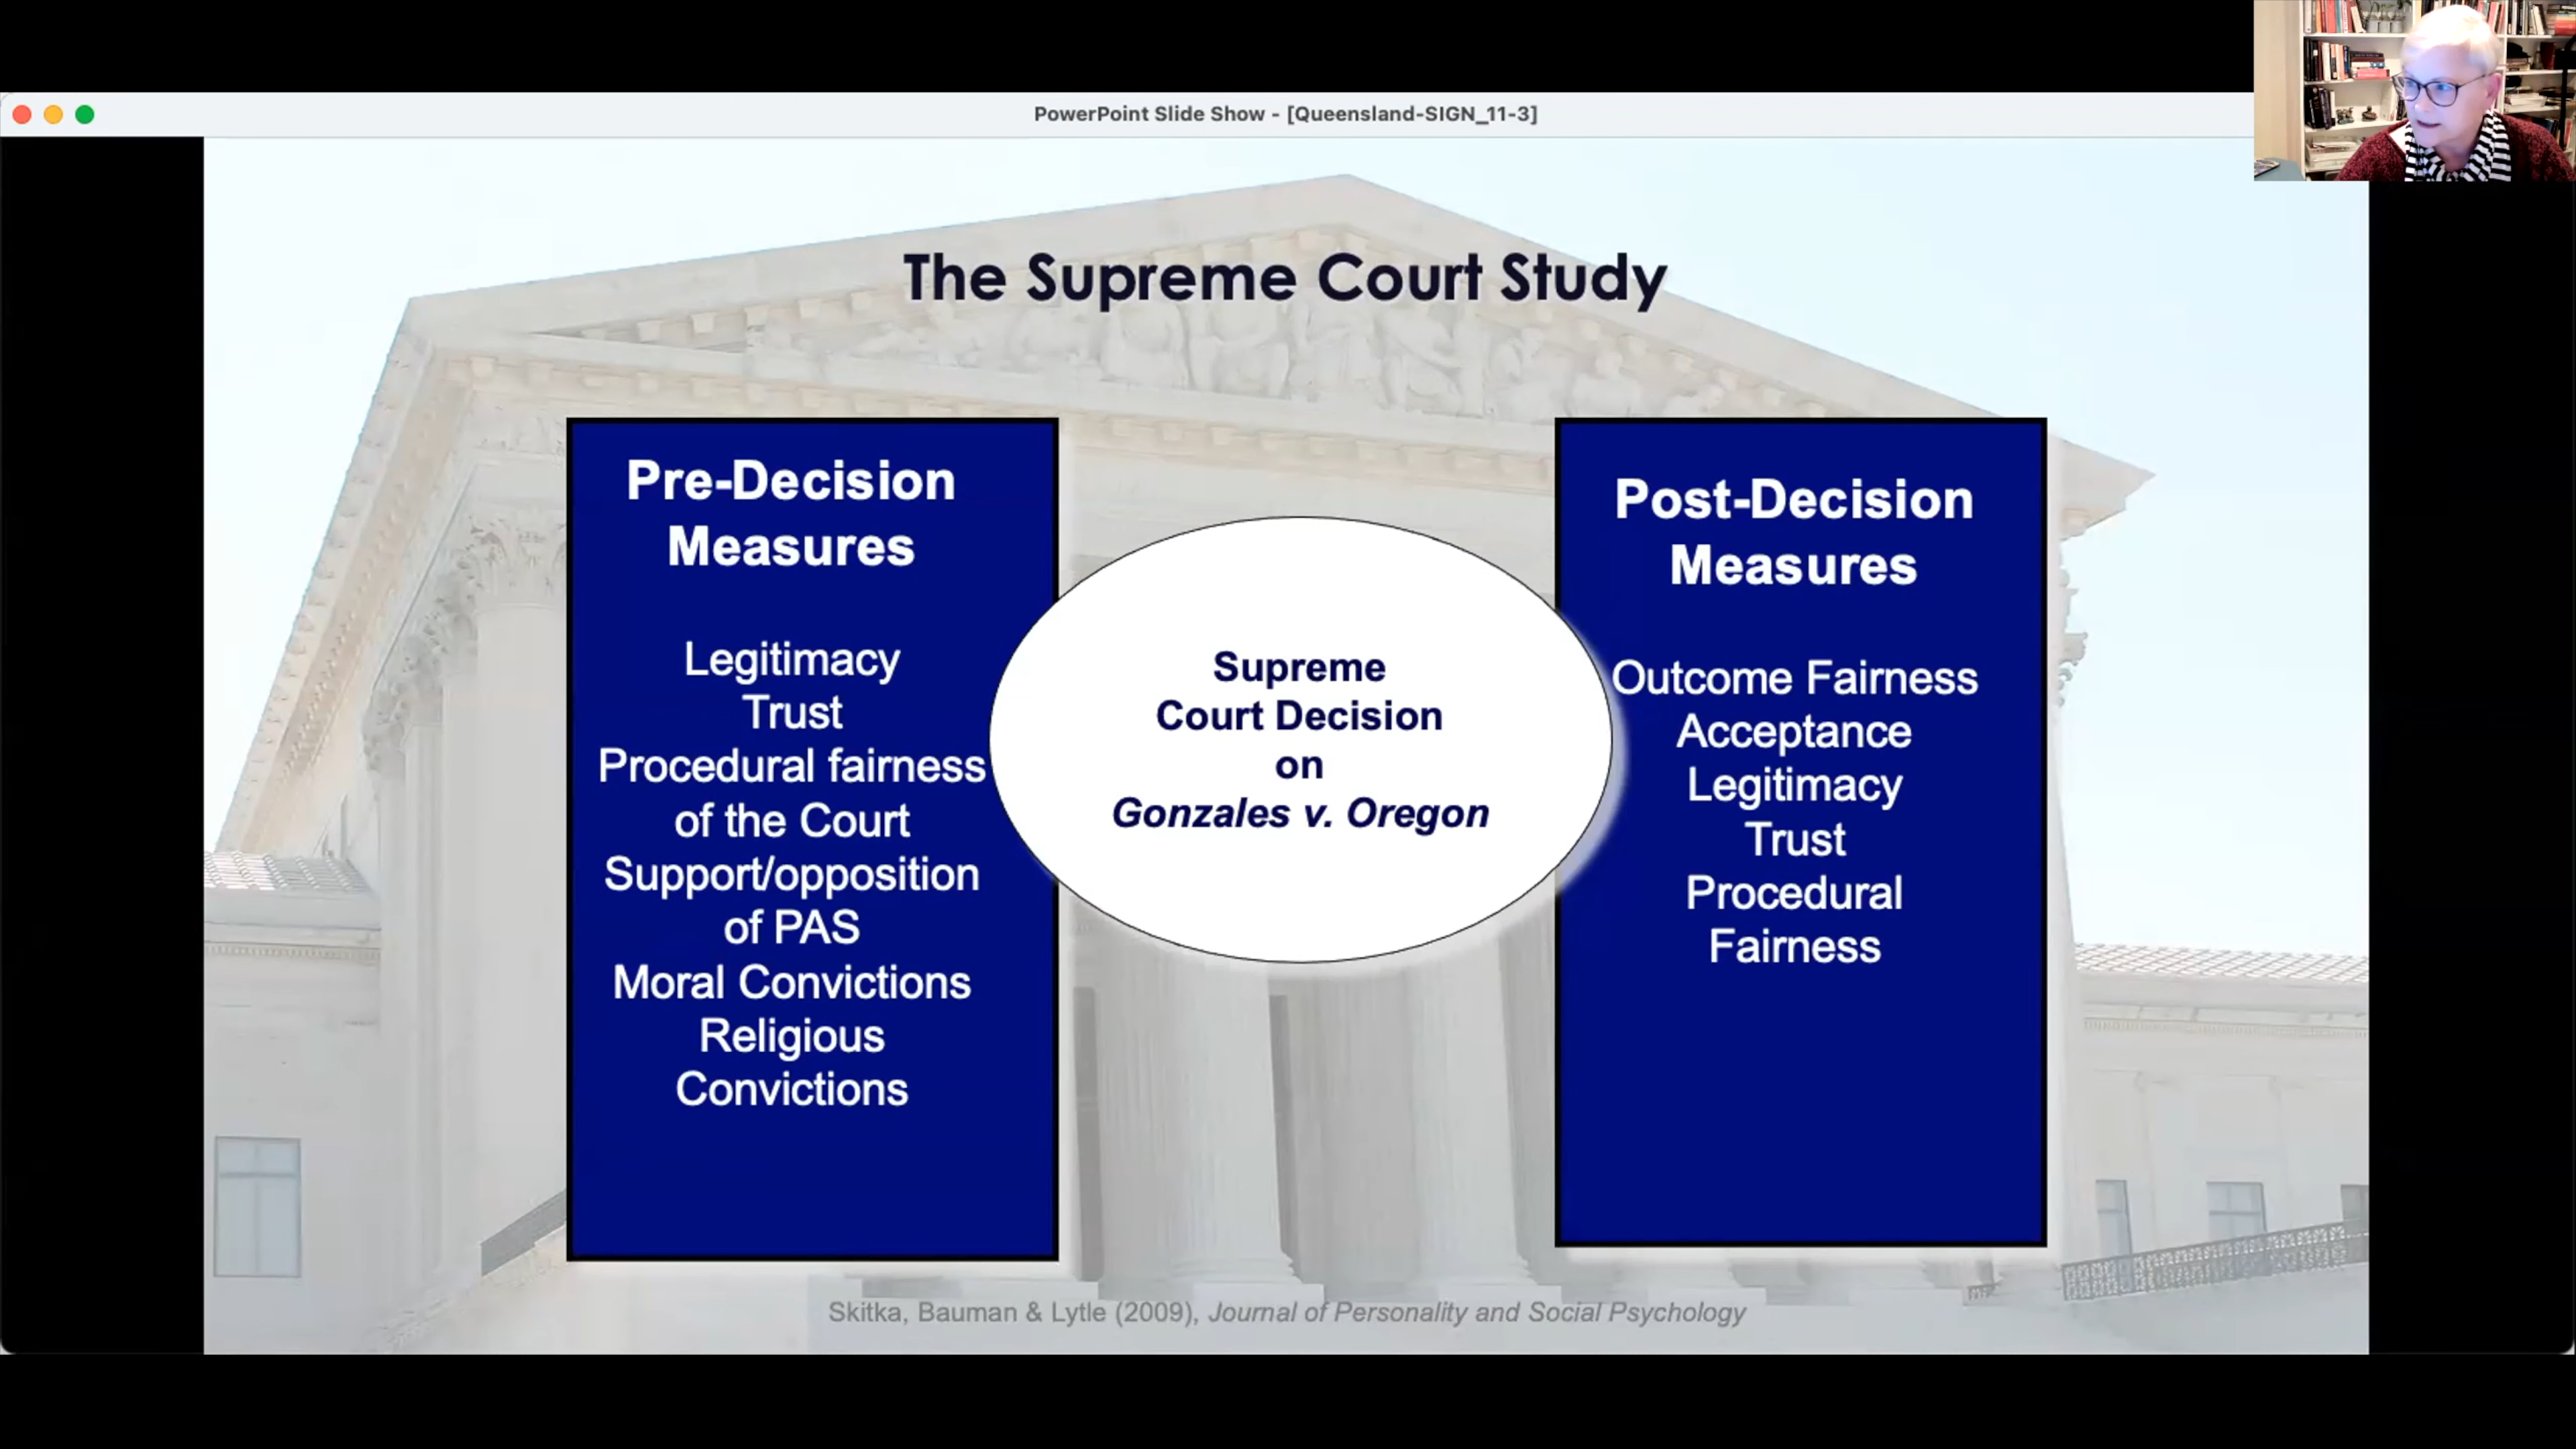 PowerPoint Slide Show - [Queensland-SIGN_11-3]
The Supreme Court Study
Pre-Decision
Measures
Legitimacy
Trust
Procedural fairness
of the Court
Support/opposition
of PAS
Moral Convictions
Religious
Convictions
Supreme
Court Decision
on
Gonzales v. Oregon
Post-Decision
Measures
Outcome Fairness
Acceptance
Legitimacy
Trust
Procedural
Fairness
Skitka, Bauman & Lytle (2009), Journal of Personality and Social Psychology